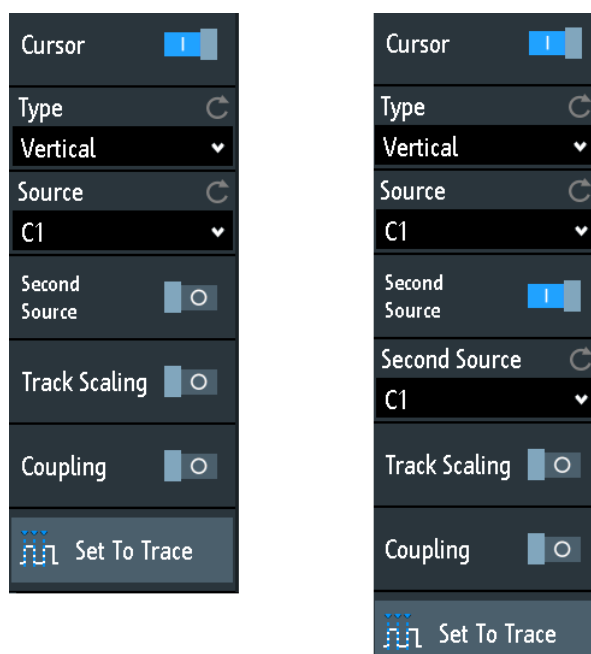 Cursor
Type
Vertical
Source
C1
Second
Source
Track Scaling
Coupling
Set To Trace
Cursor
Type
Vertical
Source
C1
Second
Source
Second Source
C1
Track Scaling
Coupling
Set To Trace